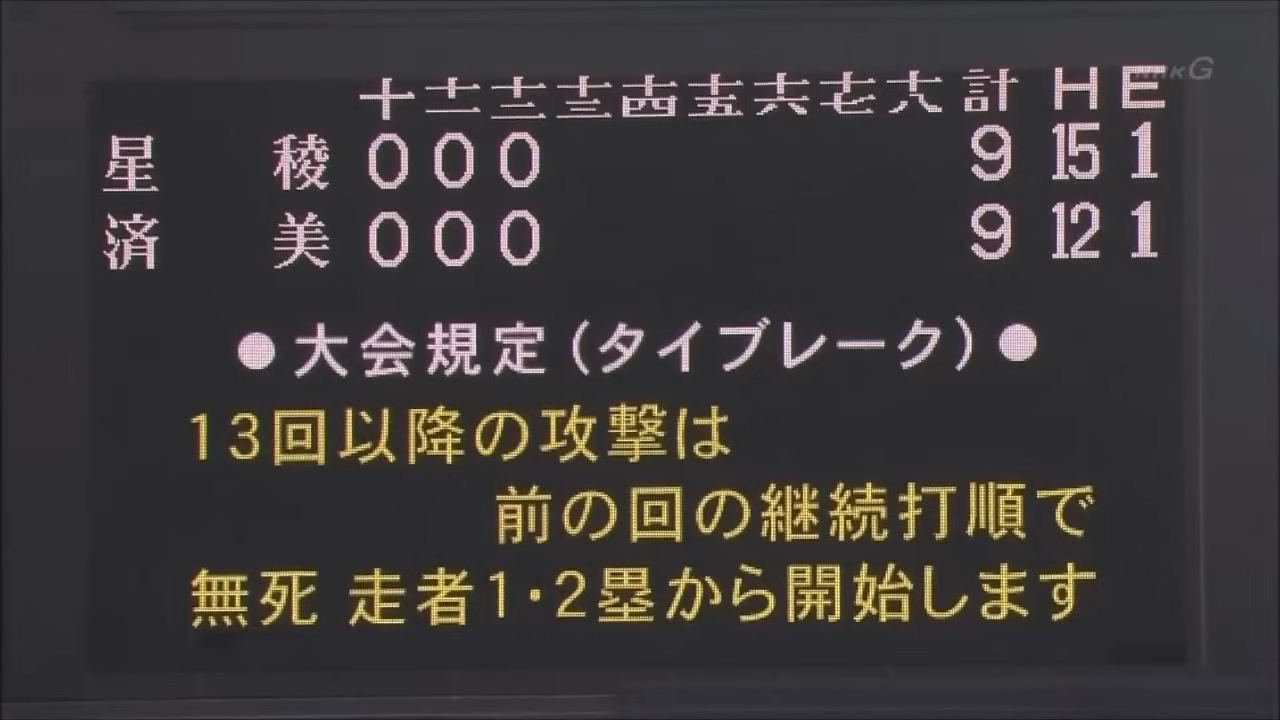 NHK G
十 十一 十二 十三 十四 十五 十六 十七 十八 計 H E
星稜 0 0 0 9 15 1
済美 0 0 0 9 12 1
●大会規定(タイブレーク)●
13回以降の攻撃は
前の回の継続打順で
無死 走者1・2塁から開始します